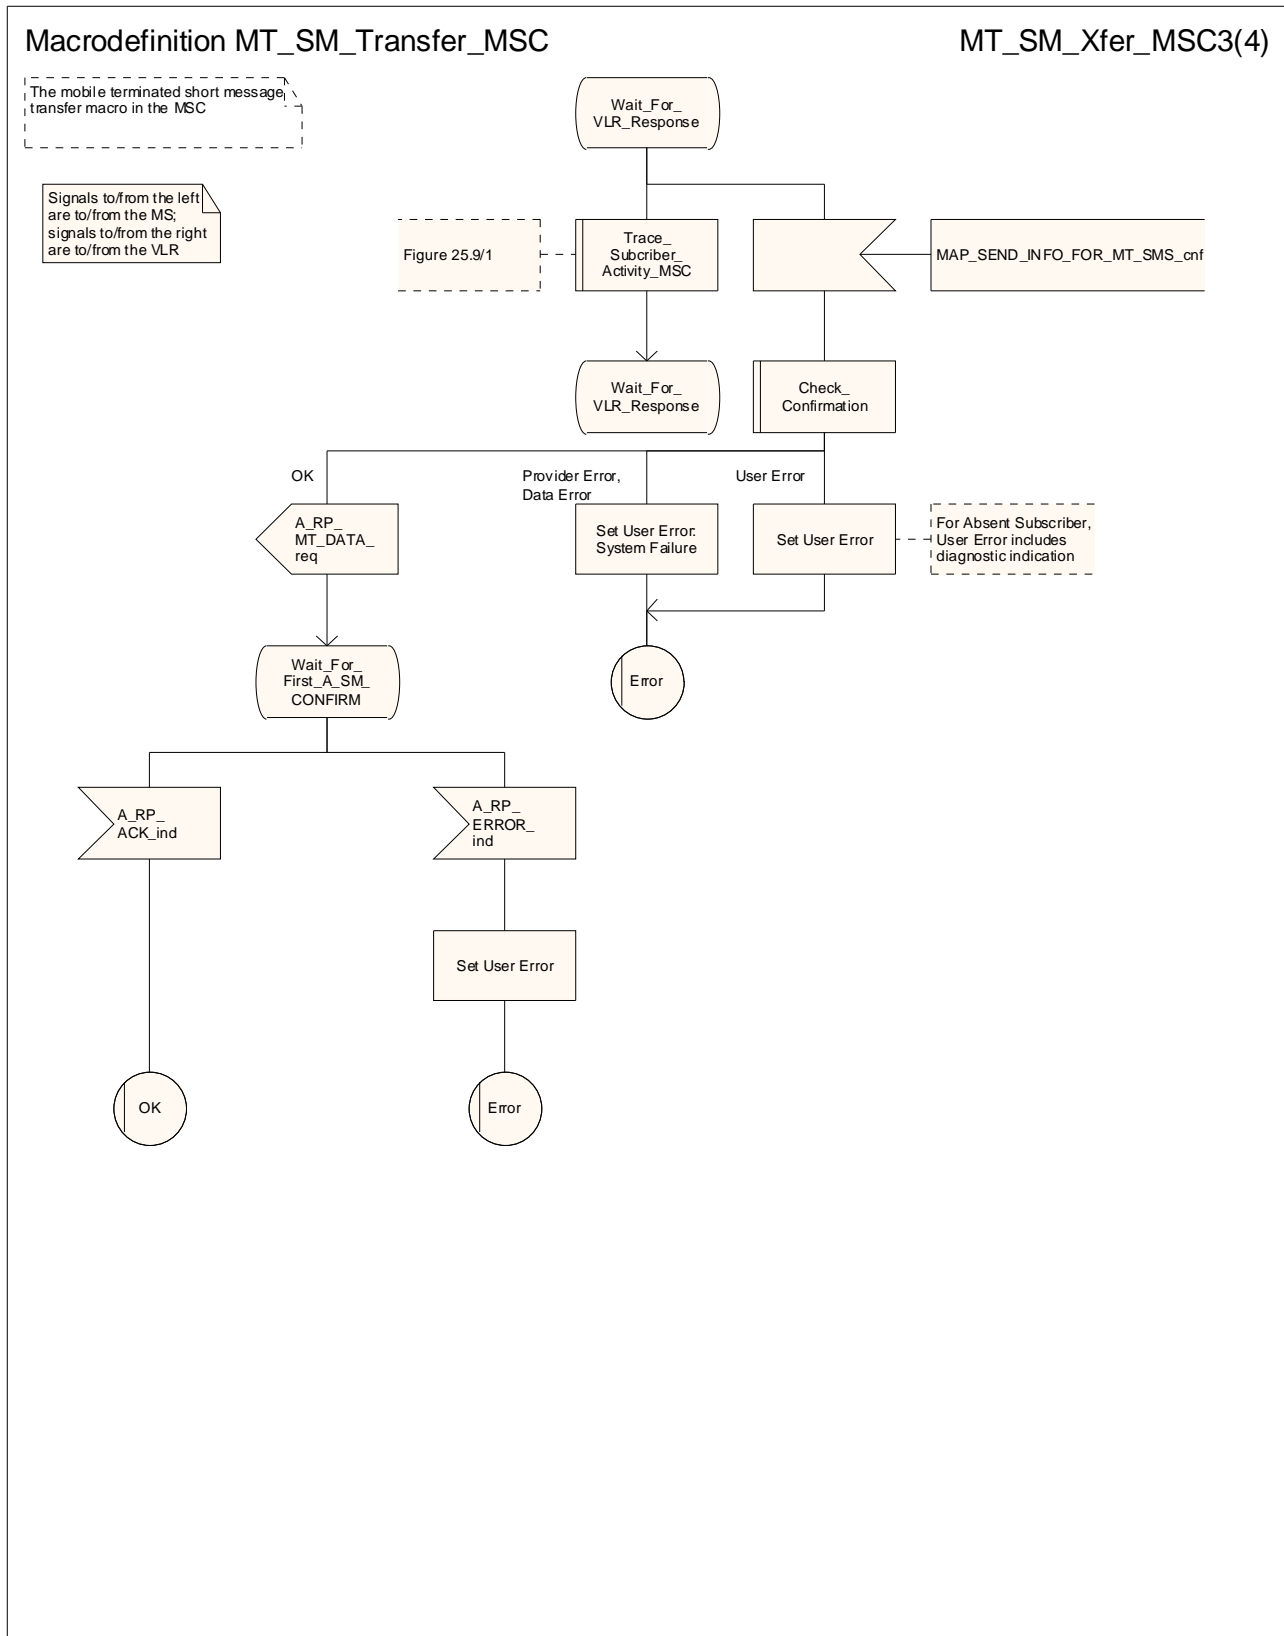 Macrodefinition MT_SM_Transfer_MSC
MT_SM_Xfer_MSC3(4)
The mobile terminated short message
transfer macro in the MSC
Signals to/from the left
are to/from the MS;
signals to/from the right
are to/from the VLR
Wait_For_
VLR_Response
Figure 25.9/1
Trace_
Subcriber_
Activity_MSC
MAP_SEND_INFO_FOR_MT_SMS_cnf
Wait_For_
VLR_Response
Check_
Confirmation
OK
Provider Error,
Data Error
User Error
A_RP_
MT_DATA_
req
Set User Error:
System Failure
Set User Error
For Absent Subscriber,
User Error includes
diagnostic indication
Wait_For_
First_A_SM_
CONFIRM
Error
A_RP_
ACK_ind
A_RP_
ERROR_
ind
Set User Error
OK
Error